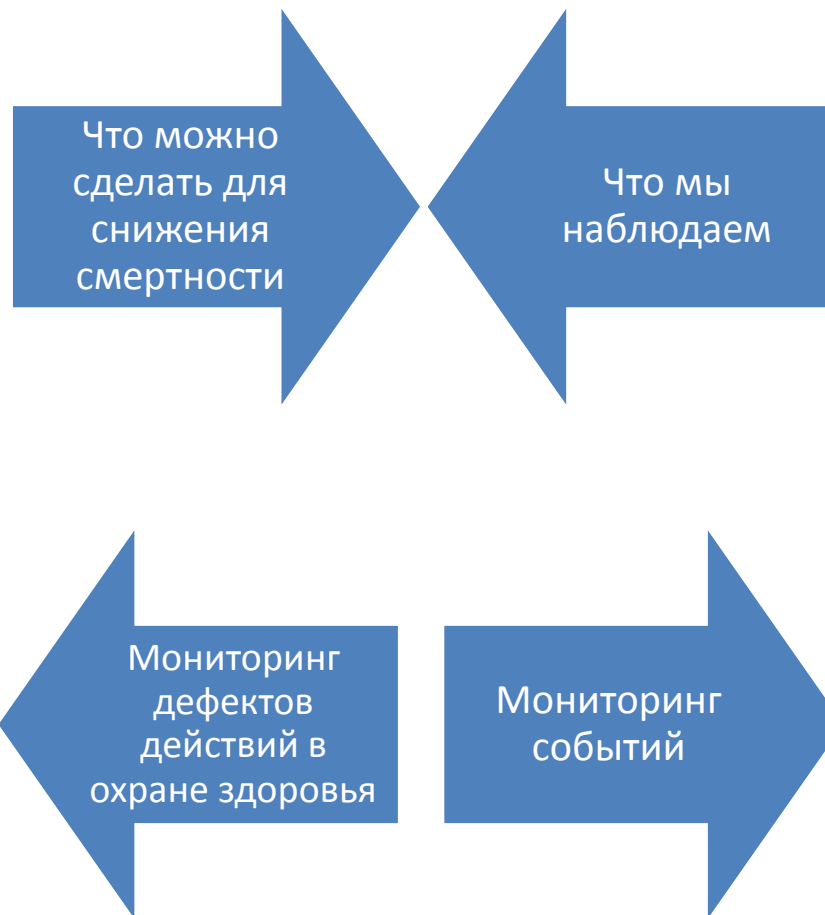 Что можно
сделать для
снижения
смертности
Что мы
наблюдаем
Мониторинг
дефектов
действий в
охране здоровья
Мониторинг
событий